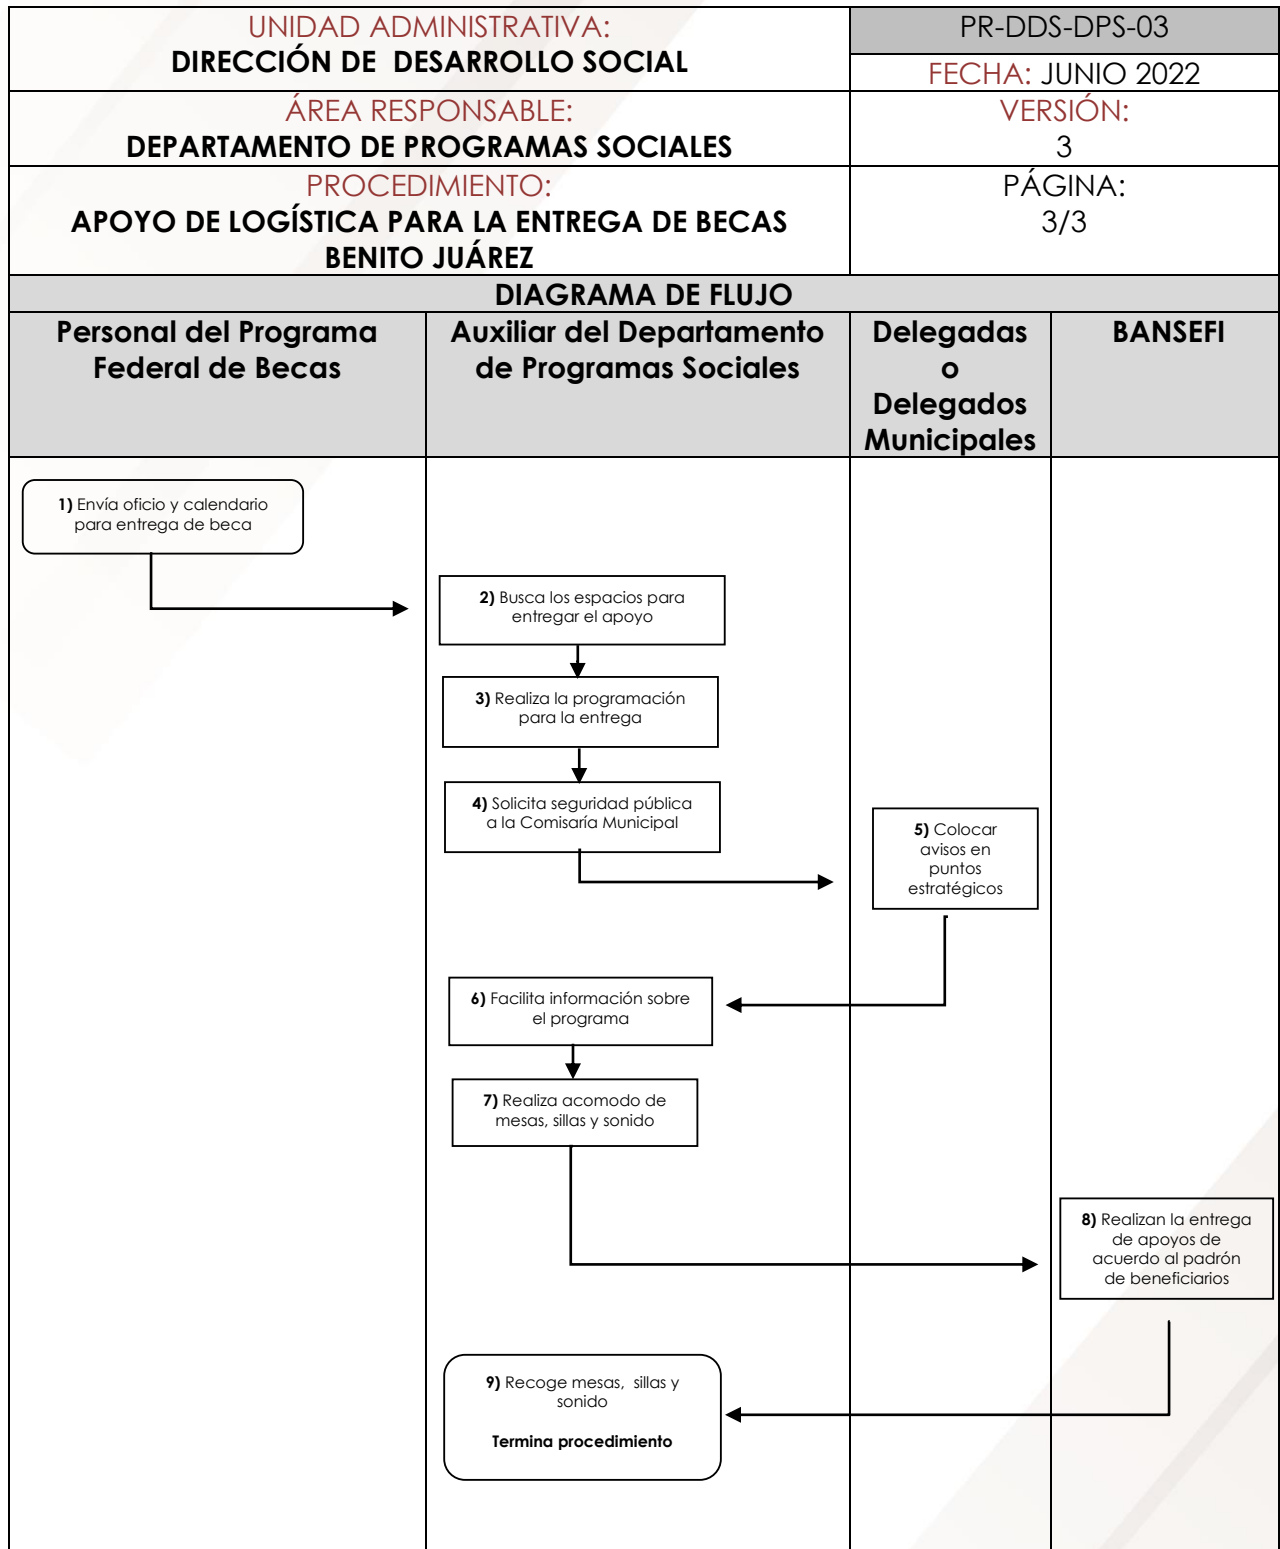 UNIDAD ADMINISTRATIVA:
DIRECCIÓN DE DESARROLLO SOCIAL
PR-DDS-DPS-03
FECHA: JUNIO 2022
ÁREA RESPONSABLE:
DEPARTAMENTO DE PROGRAMAS SOCIALES
VERSIÓN:
3
PROCEDIMIENTO:
APOYO DE LOGÍSTICA PARA LA ENTREGA DE BECAS
BENITO JUÁREZ
PÁGINA:
3/3
DIAGRAMA DE FLUJO
Personal del Programa
Federal de Becas
Auxiliar del Departamento
de Programas Sociales
Delegadas
o
Delegados
Municipales
BANSEFI
1) Envía oficio y calendario
para entrega de beca
2) Busca los espacios para
entregar el apoyo
3) Realiza la programación
para la entrega
4) Solicita seguridad pública
a la Comisaría Municipal
5) Colocar
avisos en
puntos
estratégicos
6) Facilita información sobre
el programa
7) Realiza acomodo de
mesas, sillas y sonido
8) Realizan la entrega
de apoyos de
acuerdo al padrón
de beneficiarios
9) Recoge mesas, sillas y
sonido
Termina procedimiento